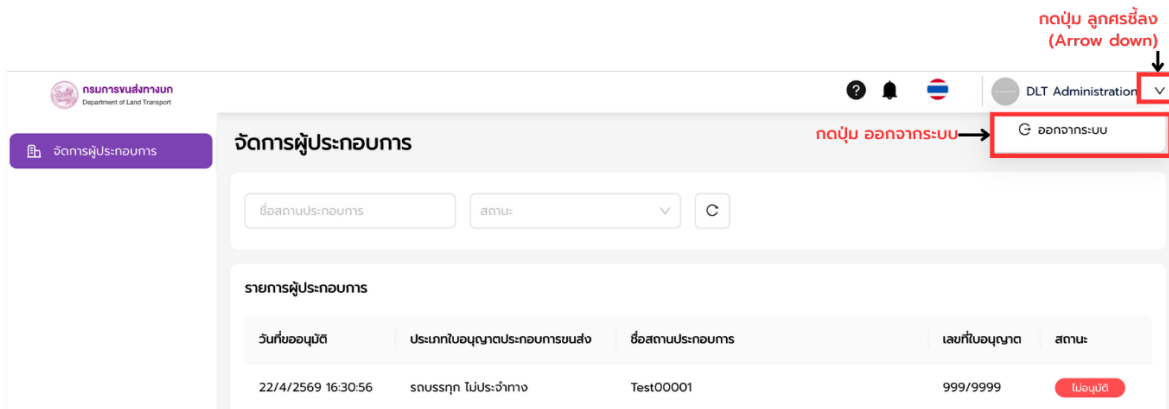 กดปุ่ม ลูกศรชี้ลง
(Arrow down)
กรมการขนส่งทางบก
Department of Land Transport
DLT Administration
จัดการผู้ประกอบการ
จัดการผู้ประกอบการ
กดปุ่ม ออกจากระบบ
ออกจากระบบ
ชื่อสถานประกอบการ
สถานะ
รายการผู้ประกอบการ
วันที่ขออนุมัติ ประเภทใบอนุญาตประกอบการขนส่ง ชื่อสถานประกอบการ เลขที่ใบอนุญาต สถานะ
22/4/2569 16:30:56 รถบรรทุก ไม่ประจำทาง Test00001 999/9999 ไม่อนุมัติ